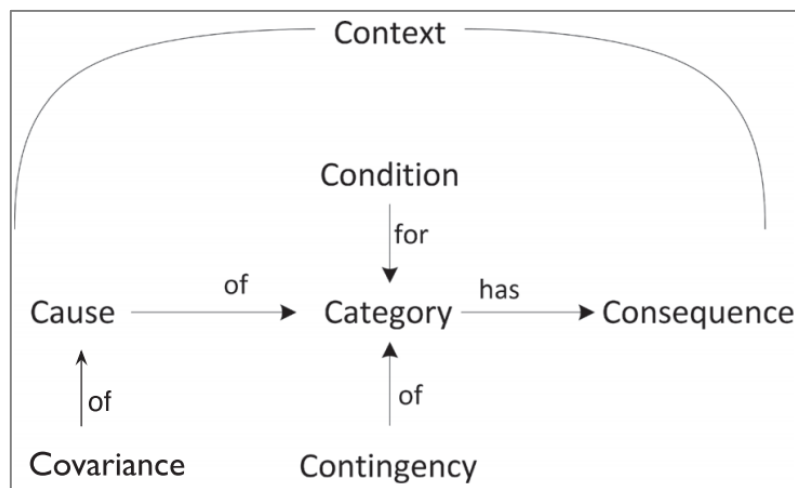 Context
Condition
for
Cause
of
Category
has
Consequence
of
of
Covariance
Contingency